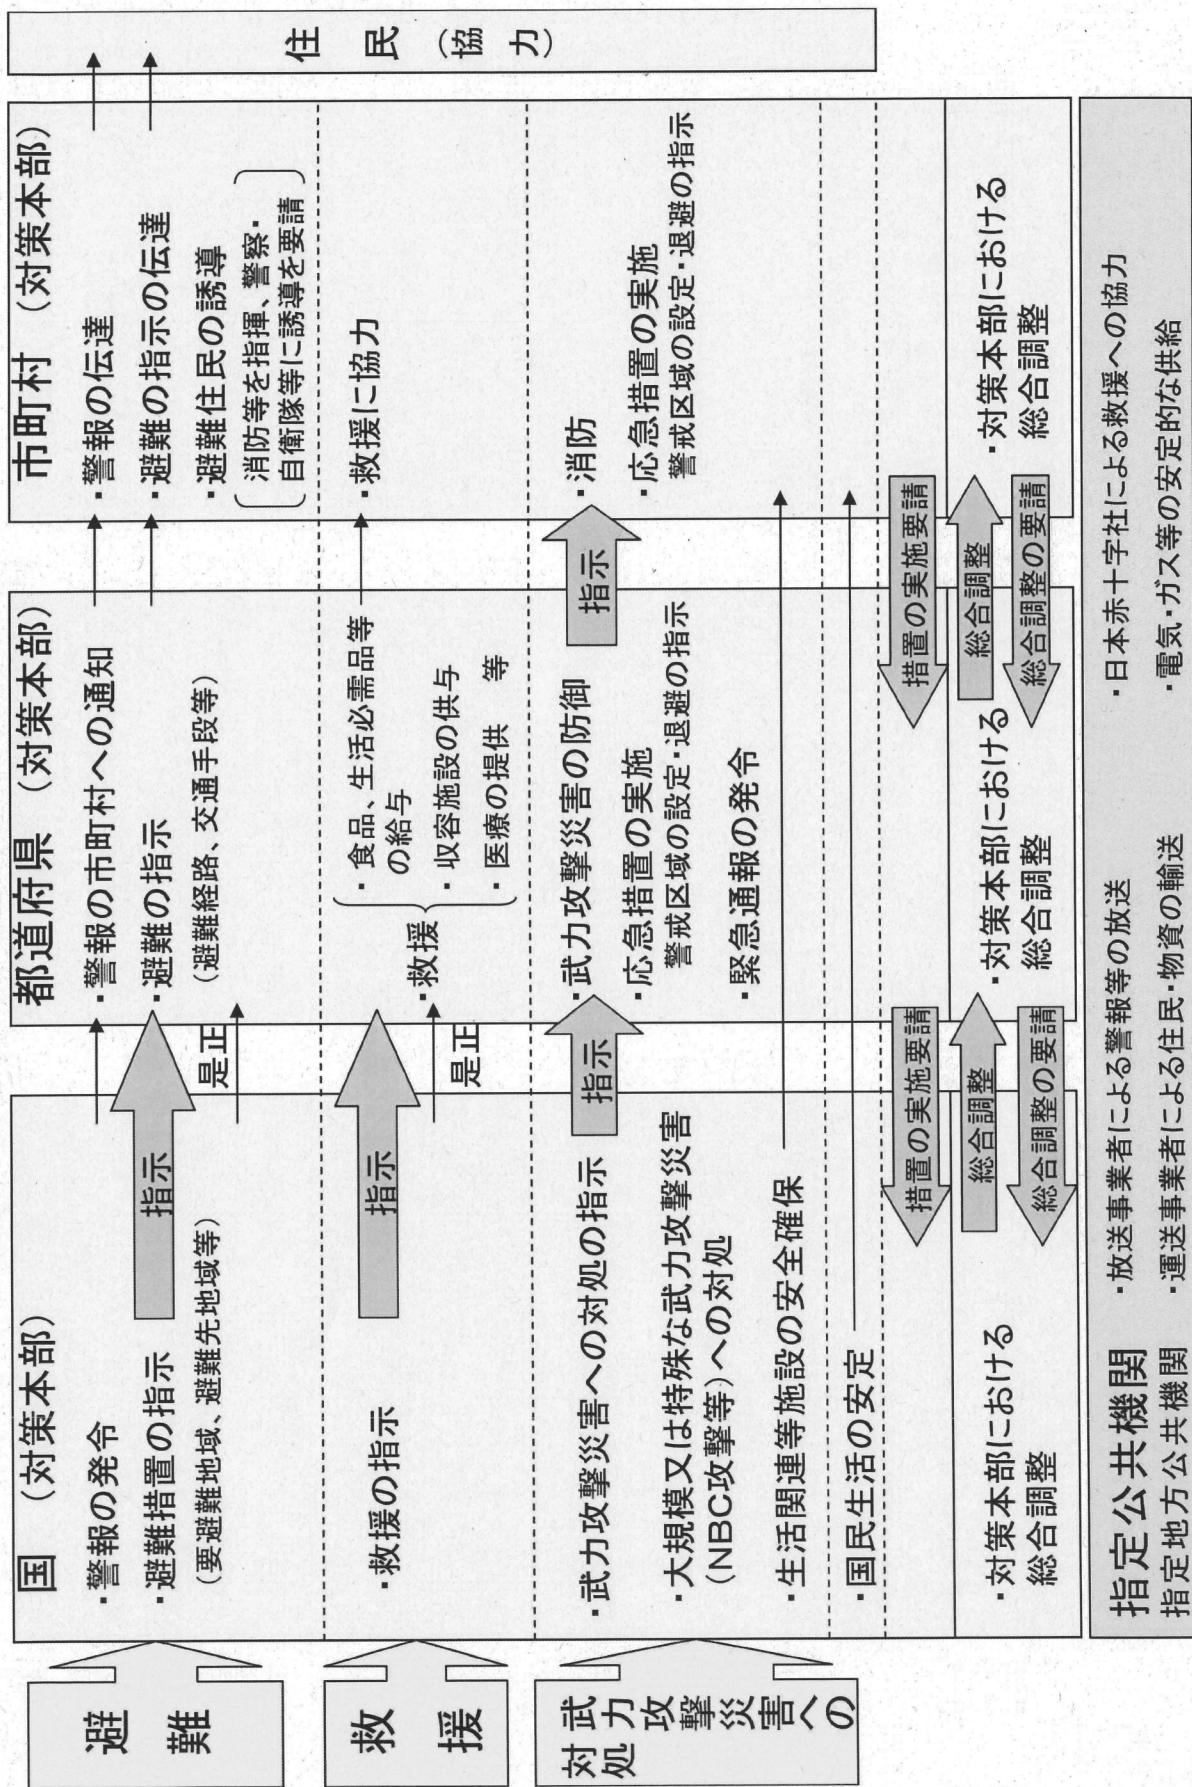 避難
救援
武力攻撃災害への
対処
国 (対策本部)
・警報の発令
・避難措置の指示
(要避難地域、避難先地域等)
・救援の指示
・武力攻撃災害への対処の指示
・大規模又は特殊な武力攻撃災害
(NBC攻撃等)への対処
・生活関連等施設の安全確保
・国民生活の安定
・対策本部における
総合調整
指示
是正
指示
是正
指示
措置の実施要請
総合調整
総合調整の要請
都道府県 (対策本部)
・警報の市町村への通知
・避難の指示
(避難経路、交通手段等)
・救援
・食品、生活必需品等
の給与
・収容施設の供与
・医療の提供 等
・武力攻撃災害の防御
・応急措置の実施
警戒区域の設定・退避の指示
・緊急通報の発令
・対策本部における
総合調整
指示
措置の実施要請
総合調整
総合調整の要請
市町村 (対策本部)
・警報の伝達
・避難の指示の伝達
・避難住民の誘導
消防等を指揮、警察・
自衛隊等に誘導を要請
・救援に協力
・消防
・応急措置の実施
警戒区域の設定・退避の指示
・対策本部における
総合調整
住民(協力)
指定公共機関
指定地方公共機関
・放送事業者による警報等の放送
・運送事業者による住民・物資の輸送
・日本赤十字社による救援への協力
・電気・ガス等の安定的な供給